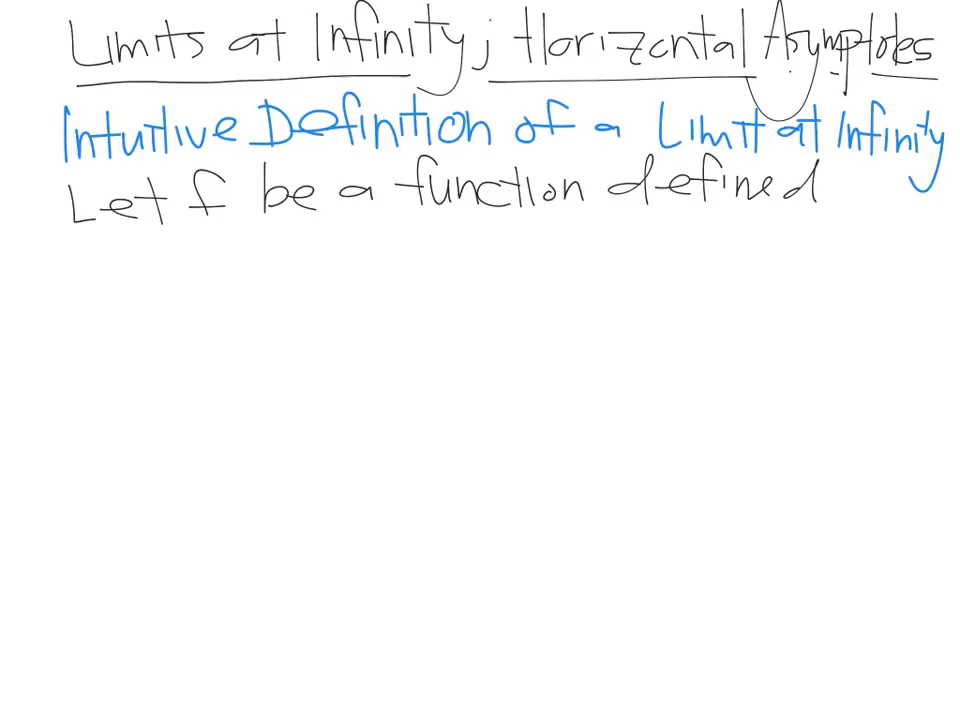 Limits at Infinity; Horizontal Asymptotes
Intuitive Definition of a Limit at Infinity
Let f be a function defined